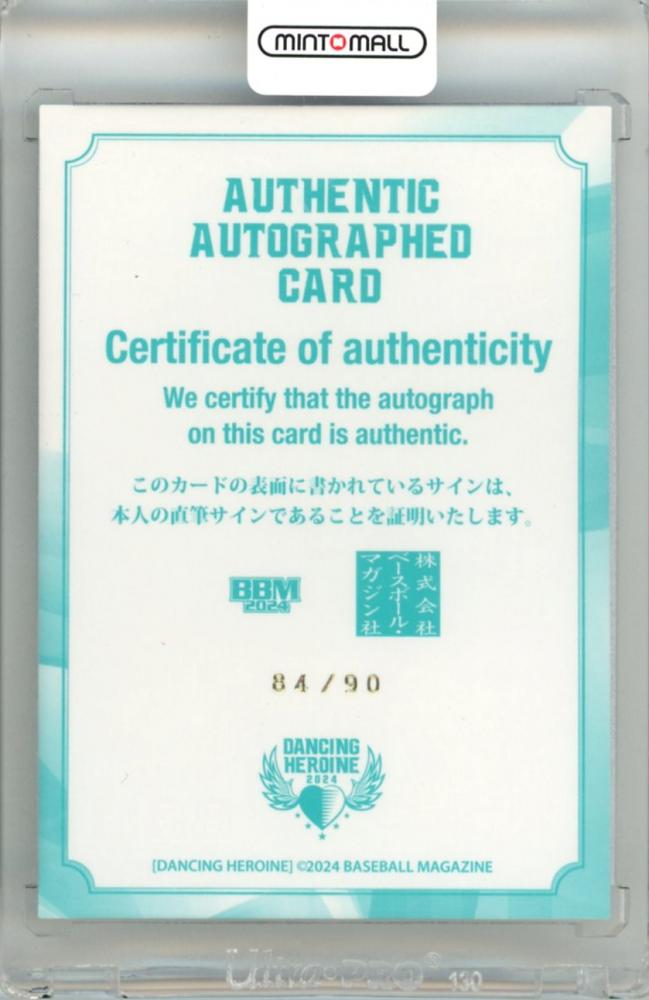 MINT MALL
AUTHENTIC
AUTOGRAPHED
CARD
Certificate of authenticity
We certify that the autograph
on this card is authentic.
このカードの表面に書かれているサインは、
本人の直筆サインであることを証明いたします。
BBM
2024
株式会社
ベースボール・
マガジン社
84/90
DANCING
HEROINE
2024
[DANCING HEROINE] ©2024 BASEBALL MAGAZINE
Ultra·PRO® 130